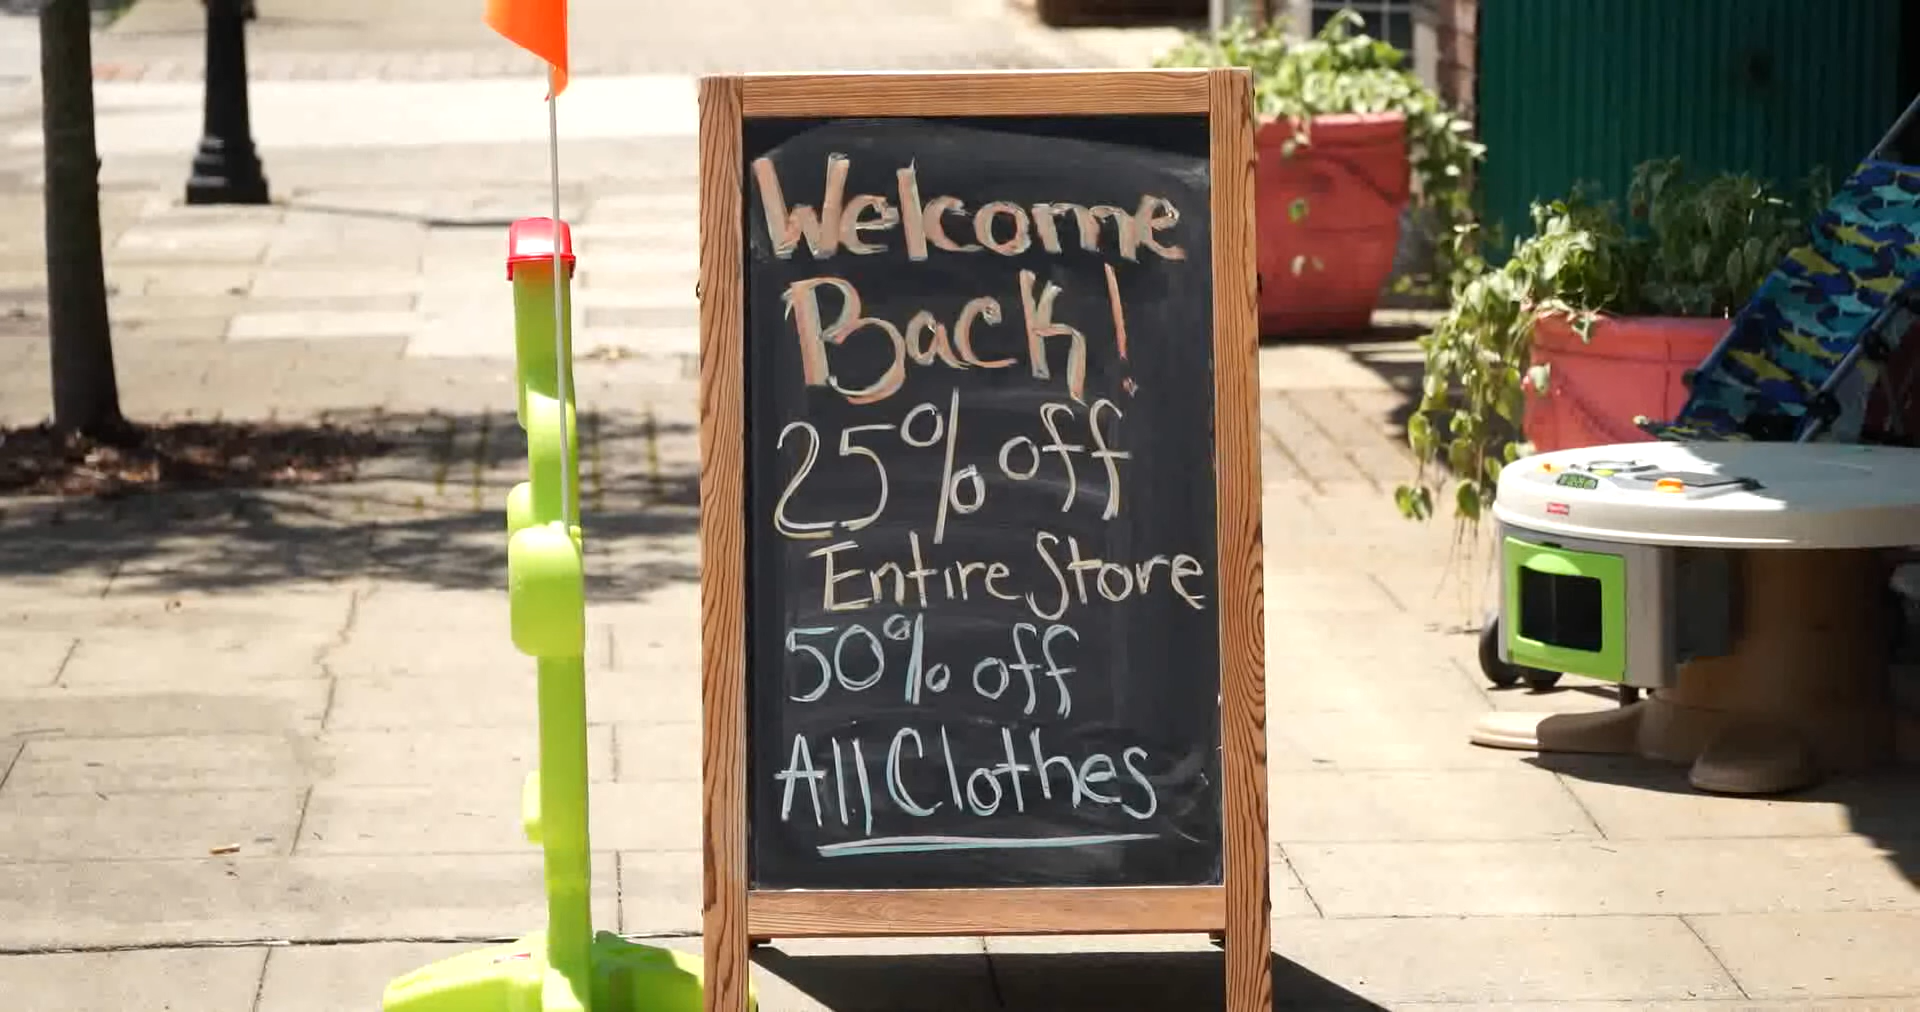 Welcome
Back!
25% off
Entire Store
50% off
All Clothes